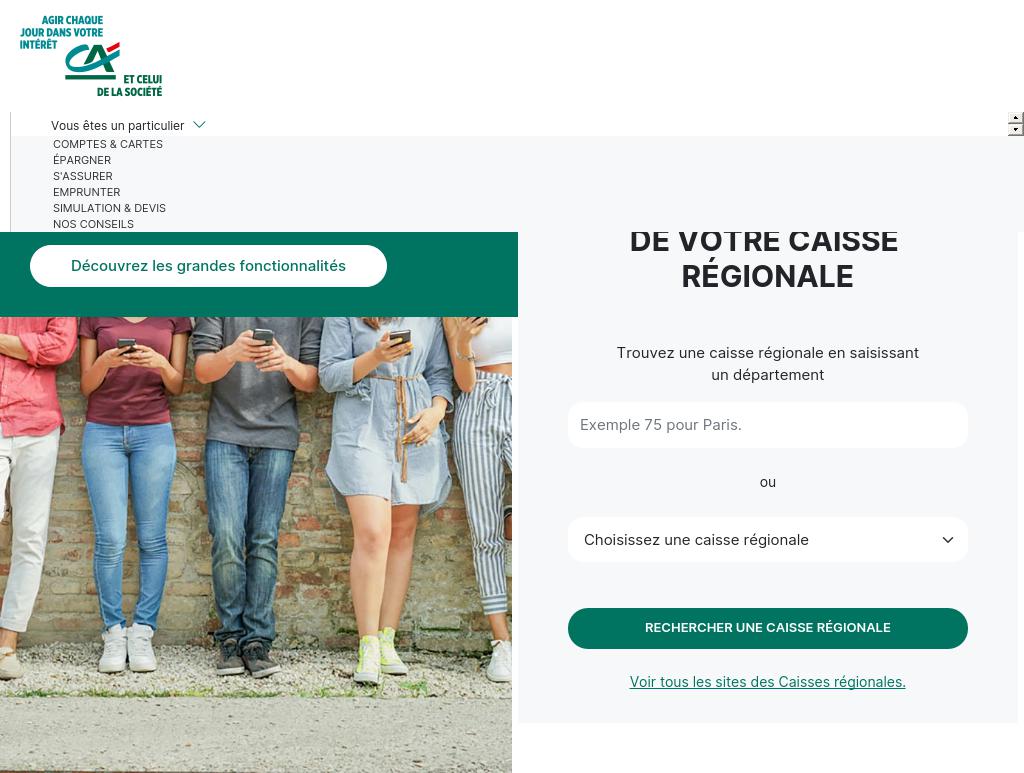 AGIR CHAQUE
JOUR DANS VOTRE
INTÉRÊT
CA
ET CELUI
DE LA SOCIÉTÉ
Vous êtes un particulier
COMPTES & CARTES
ÉPARGNER
S'ASSURER
EMPRUNTER
SIMULATION & DEVIS
NOS CONSEILS
Découvrez les grandes fonctionnalités
DE VOTRE CAISSE
RÉGIONALE
Trouvez une caisse régionale en saisissant
un département
Exemple 75 pour Paris.
ou
Choisissez une caisse régionale
RECHERCHER UNE CAISSE RÉGIONALE
Voir tous les sites des Caisses régionales.